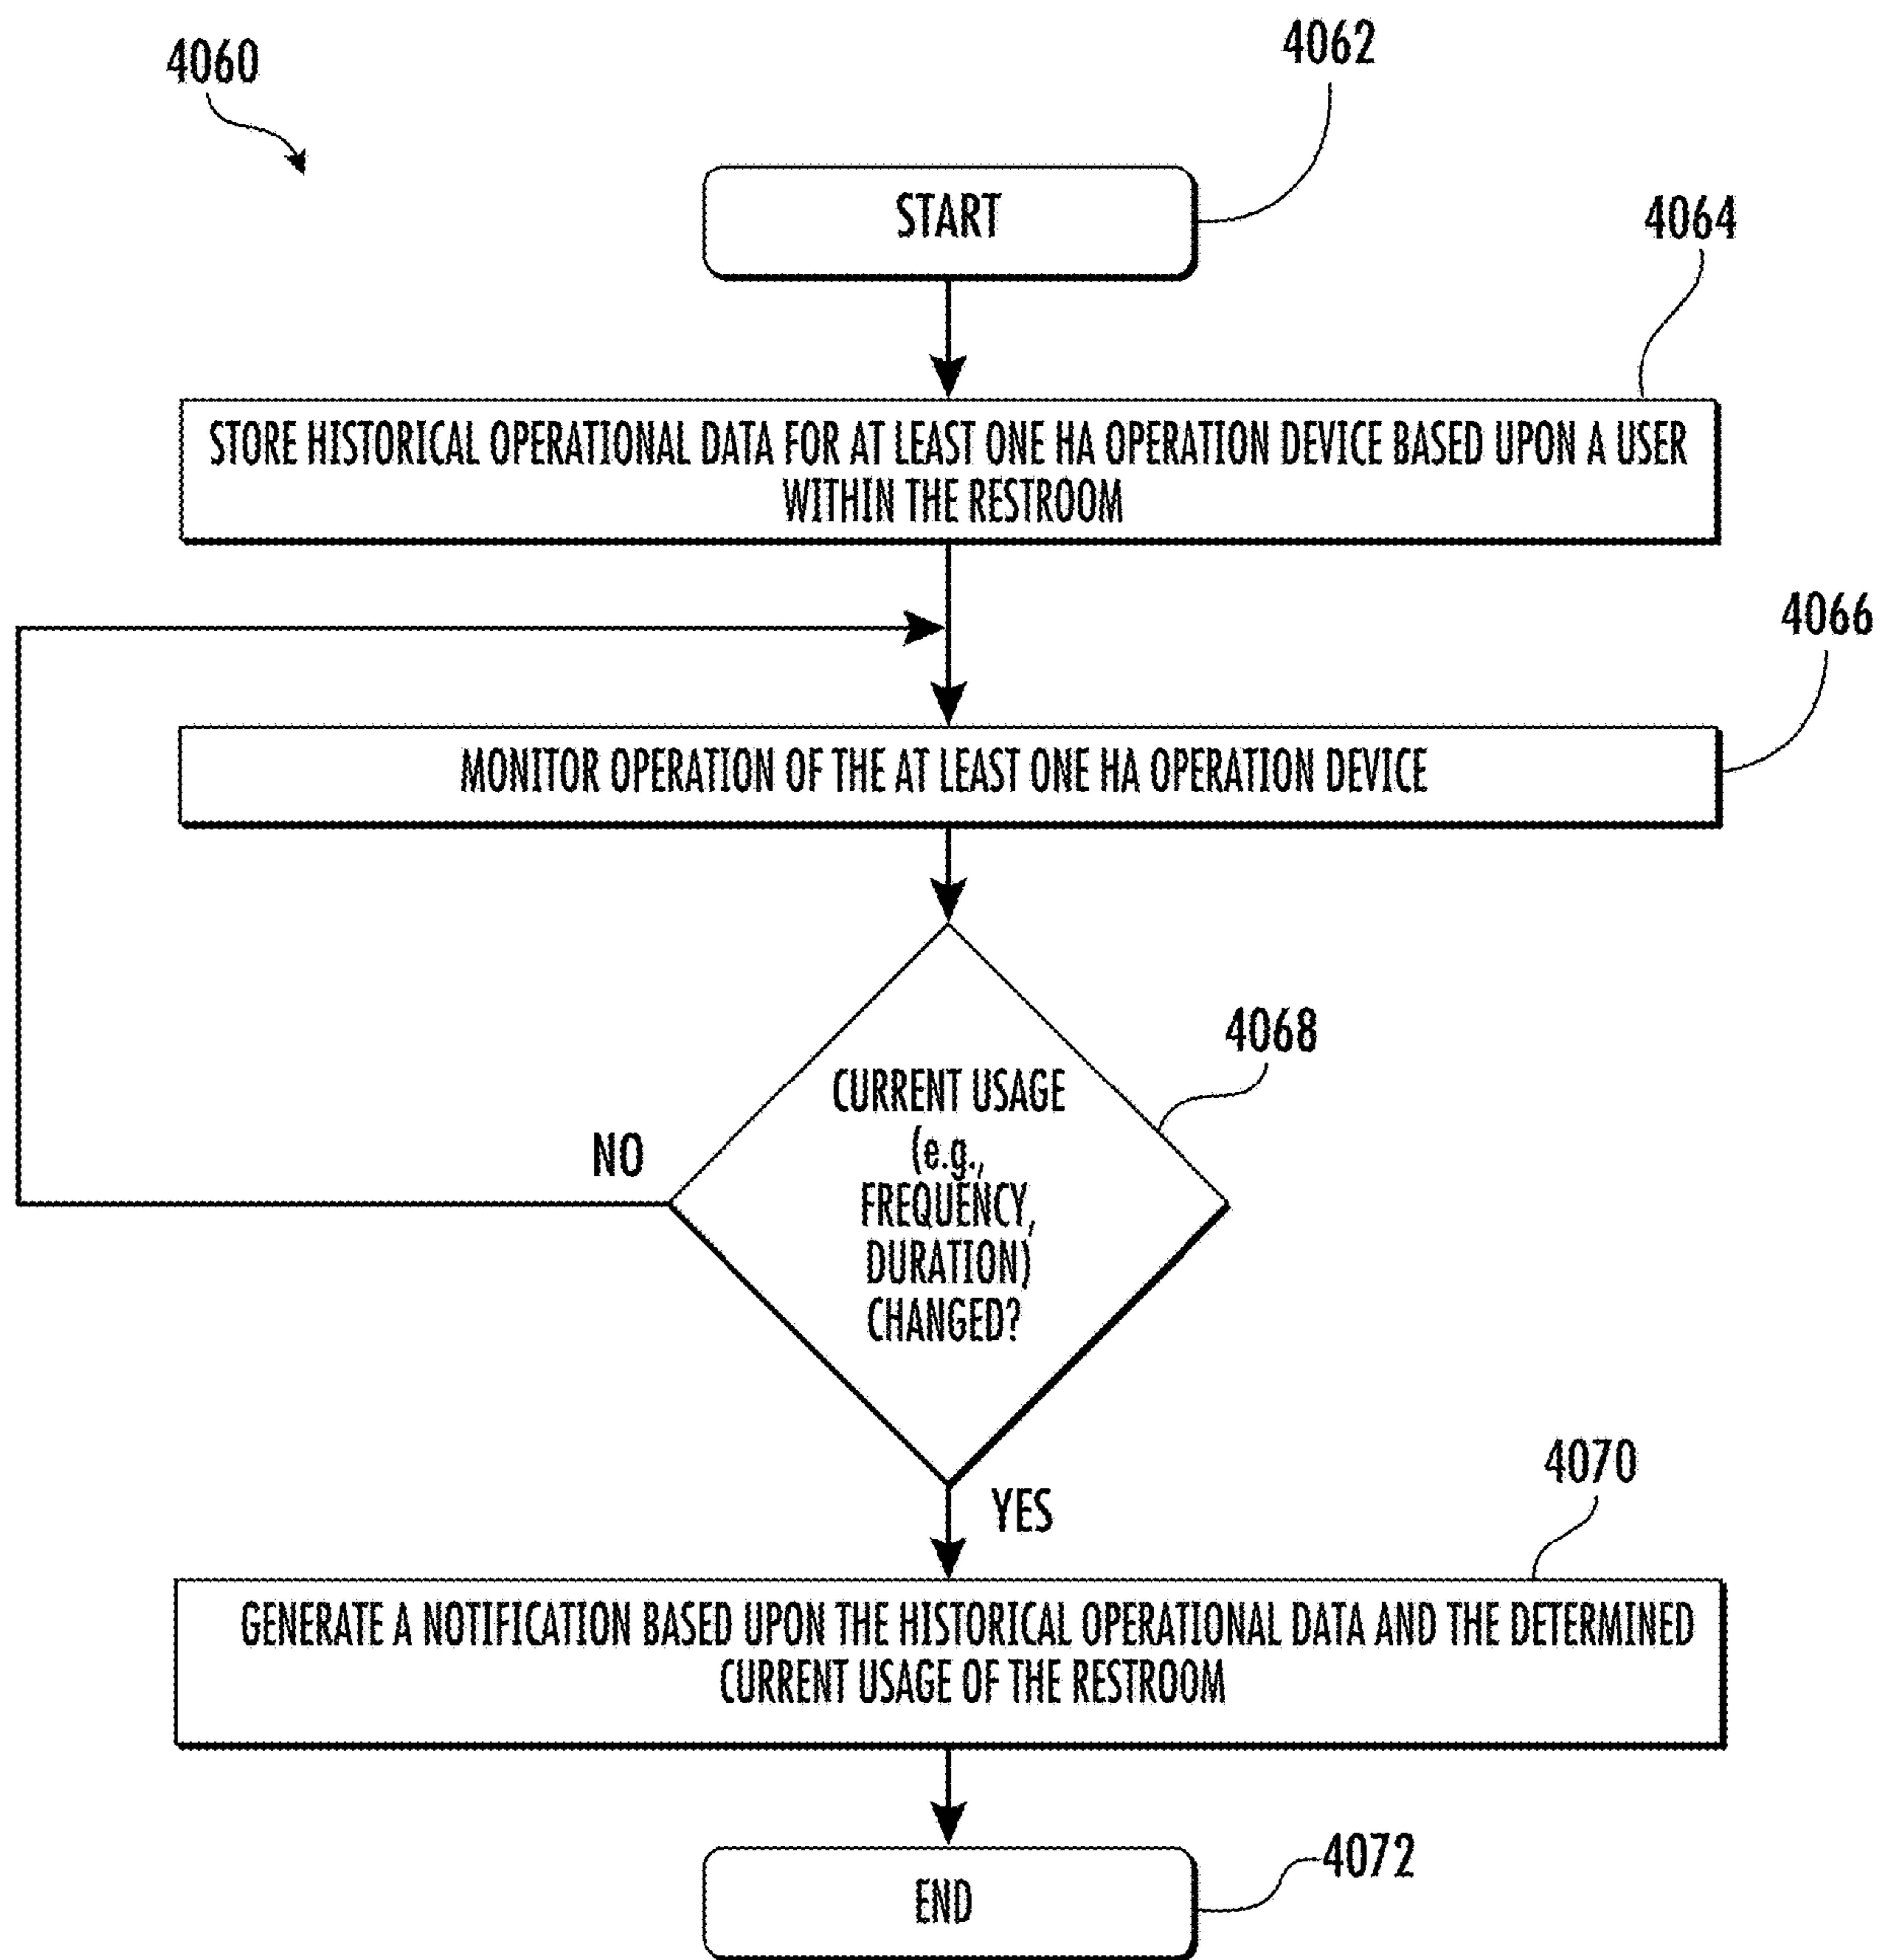 4060
4062
START
4064
STORE HISTORICAL OPERATIONAL DATA FOR AT LEAST ONE HA OPERATION DEVICE BASED UPON A USER
WITHIN THE RESTROOM
4066
MONITOR OPERATION OF THE AT LEAST ONE HA OPERATION DEVICE
4068
CURRENT USAGE
(e.g.,
FREQUENCY,
DURATION)
CHANGED?
NO
YES
4070
GENERATE A NOTIFICATION BASED UPON THE HISTORICAL OPERATIONAL DATA AND THE DETERMINED
CURRENT USAGE OF THE RESTROOM
4072
END